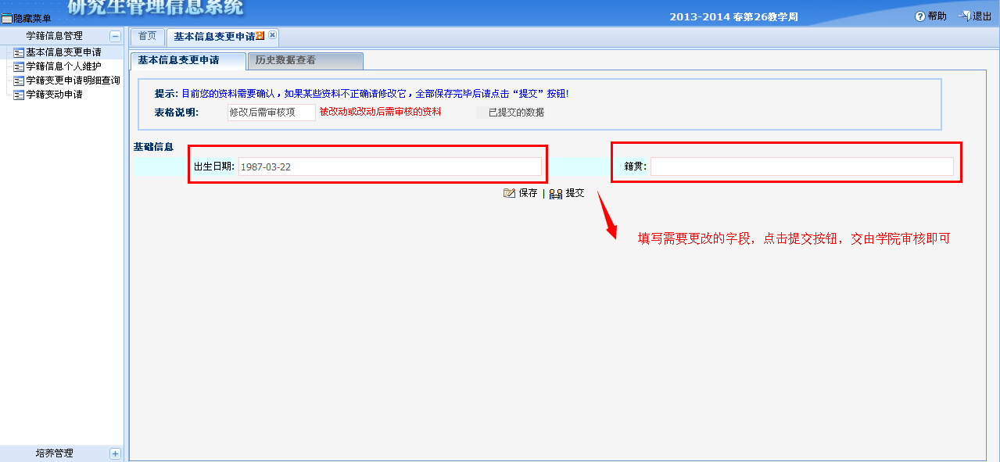 研究生管理信息系统
隐藏菜单
2013-2014 春第26教学周
帮助
退出
学籍信息管理
基本信息变更申请
学籍信息个人维护
学籍变更申请明细查询
学籍变动申请
培养管理
首页
基本信息变更申请
基本信息变更申请
历史数据查看
提示: 目前您的资料需要确认，如果某些资料不正确请修改它，全部保存完毕后请点击“提交”按钮!
表格说明:
修改后需审核项
被改动或改动后需审核的资料
已提交的数据
基础信息
出生日期: 1987-03-22
籍贯:
保存 | 提交
填写需要更改的字段，点击提交按钮，交由学院审核即可